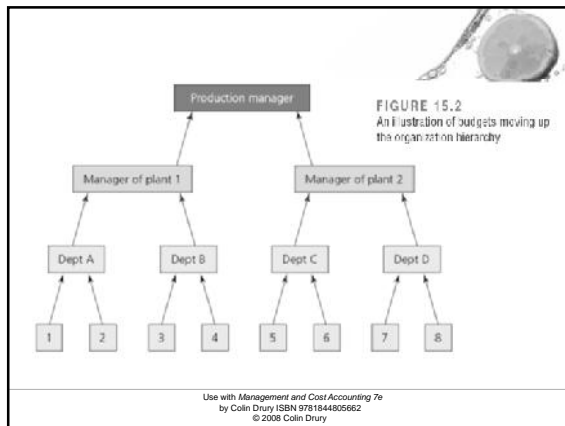 Production manager
FIGURE 15.2
An illustration of budgets moving up
the organization hierarchy
Manager of plant 1
Manager of plant 2
Dept A
Dept B
Dept C
Dept D
1
2
3
4
5
6
7
8
Use with Management and Cost Accounting 7e
by Colin Drury ISBN 9781844805662
© 2008 Colin Drury